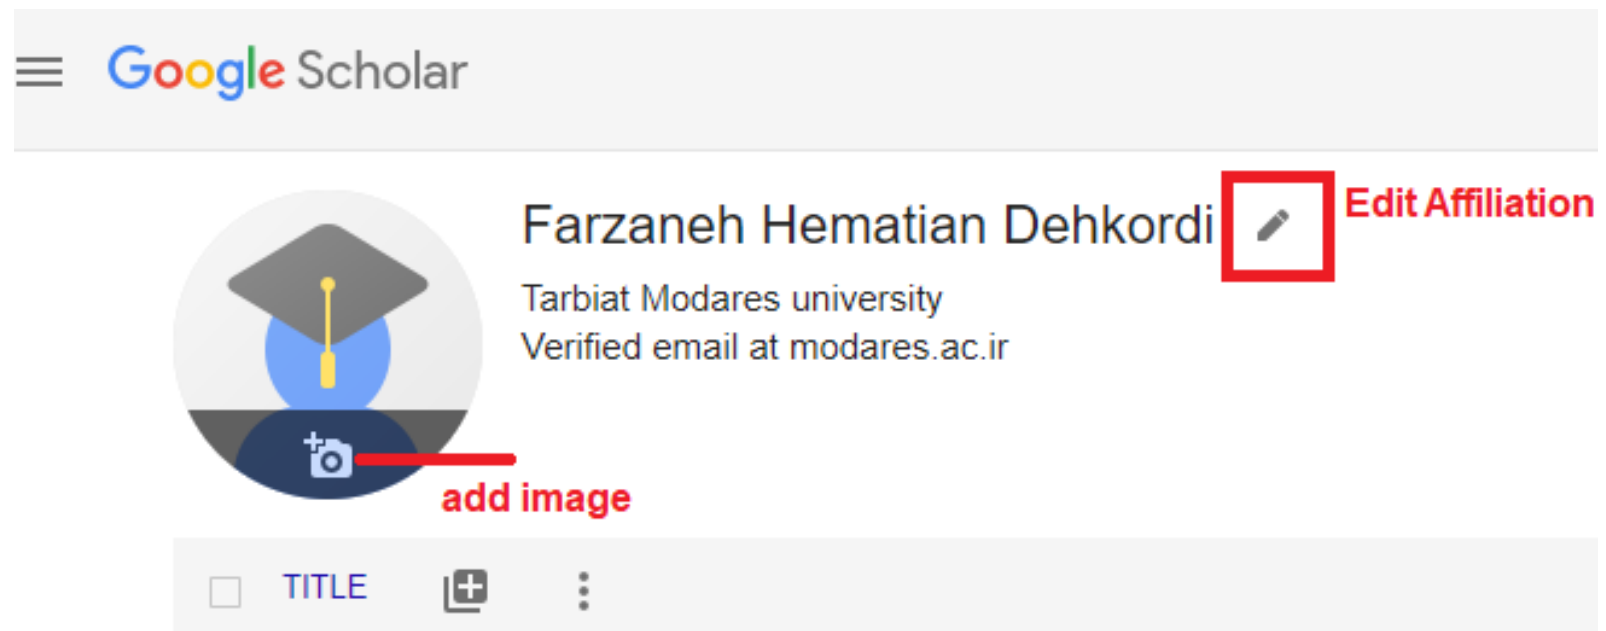 Google Scholar
Farzaneh Hematian Dehkordi
Edit Affiliation
Tarbiat Modares university
Verified email at modares.ac.ir
add image
TITLE